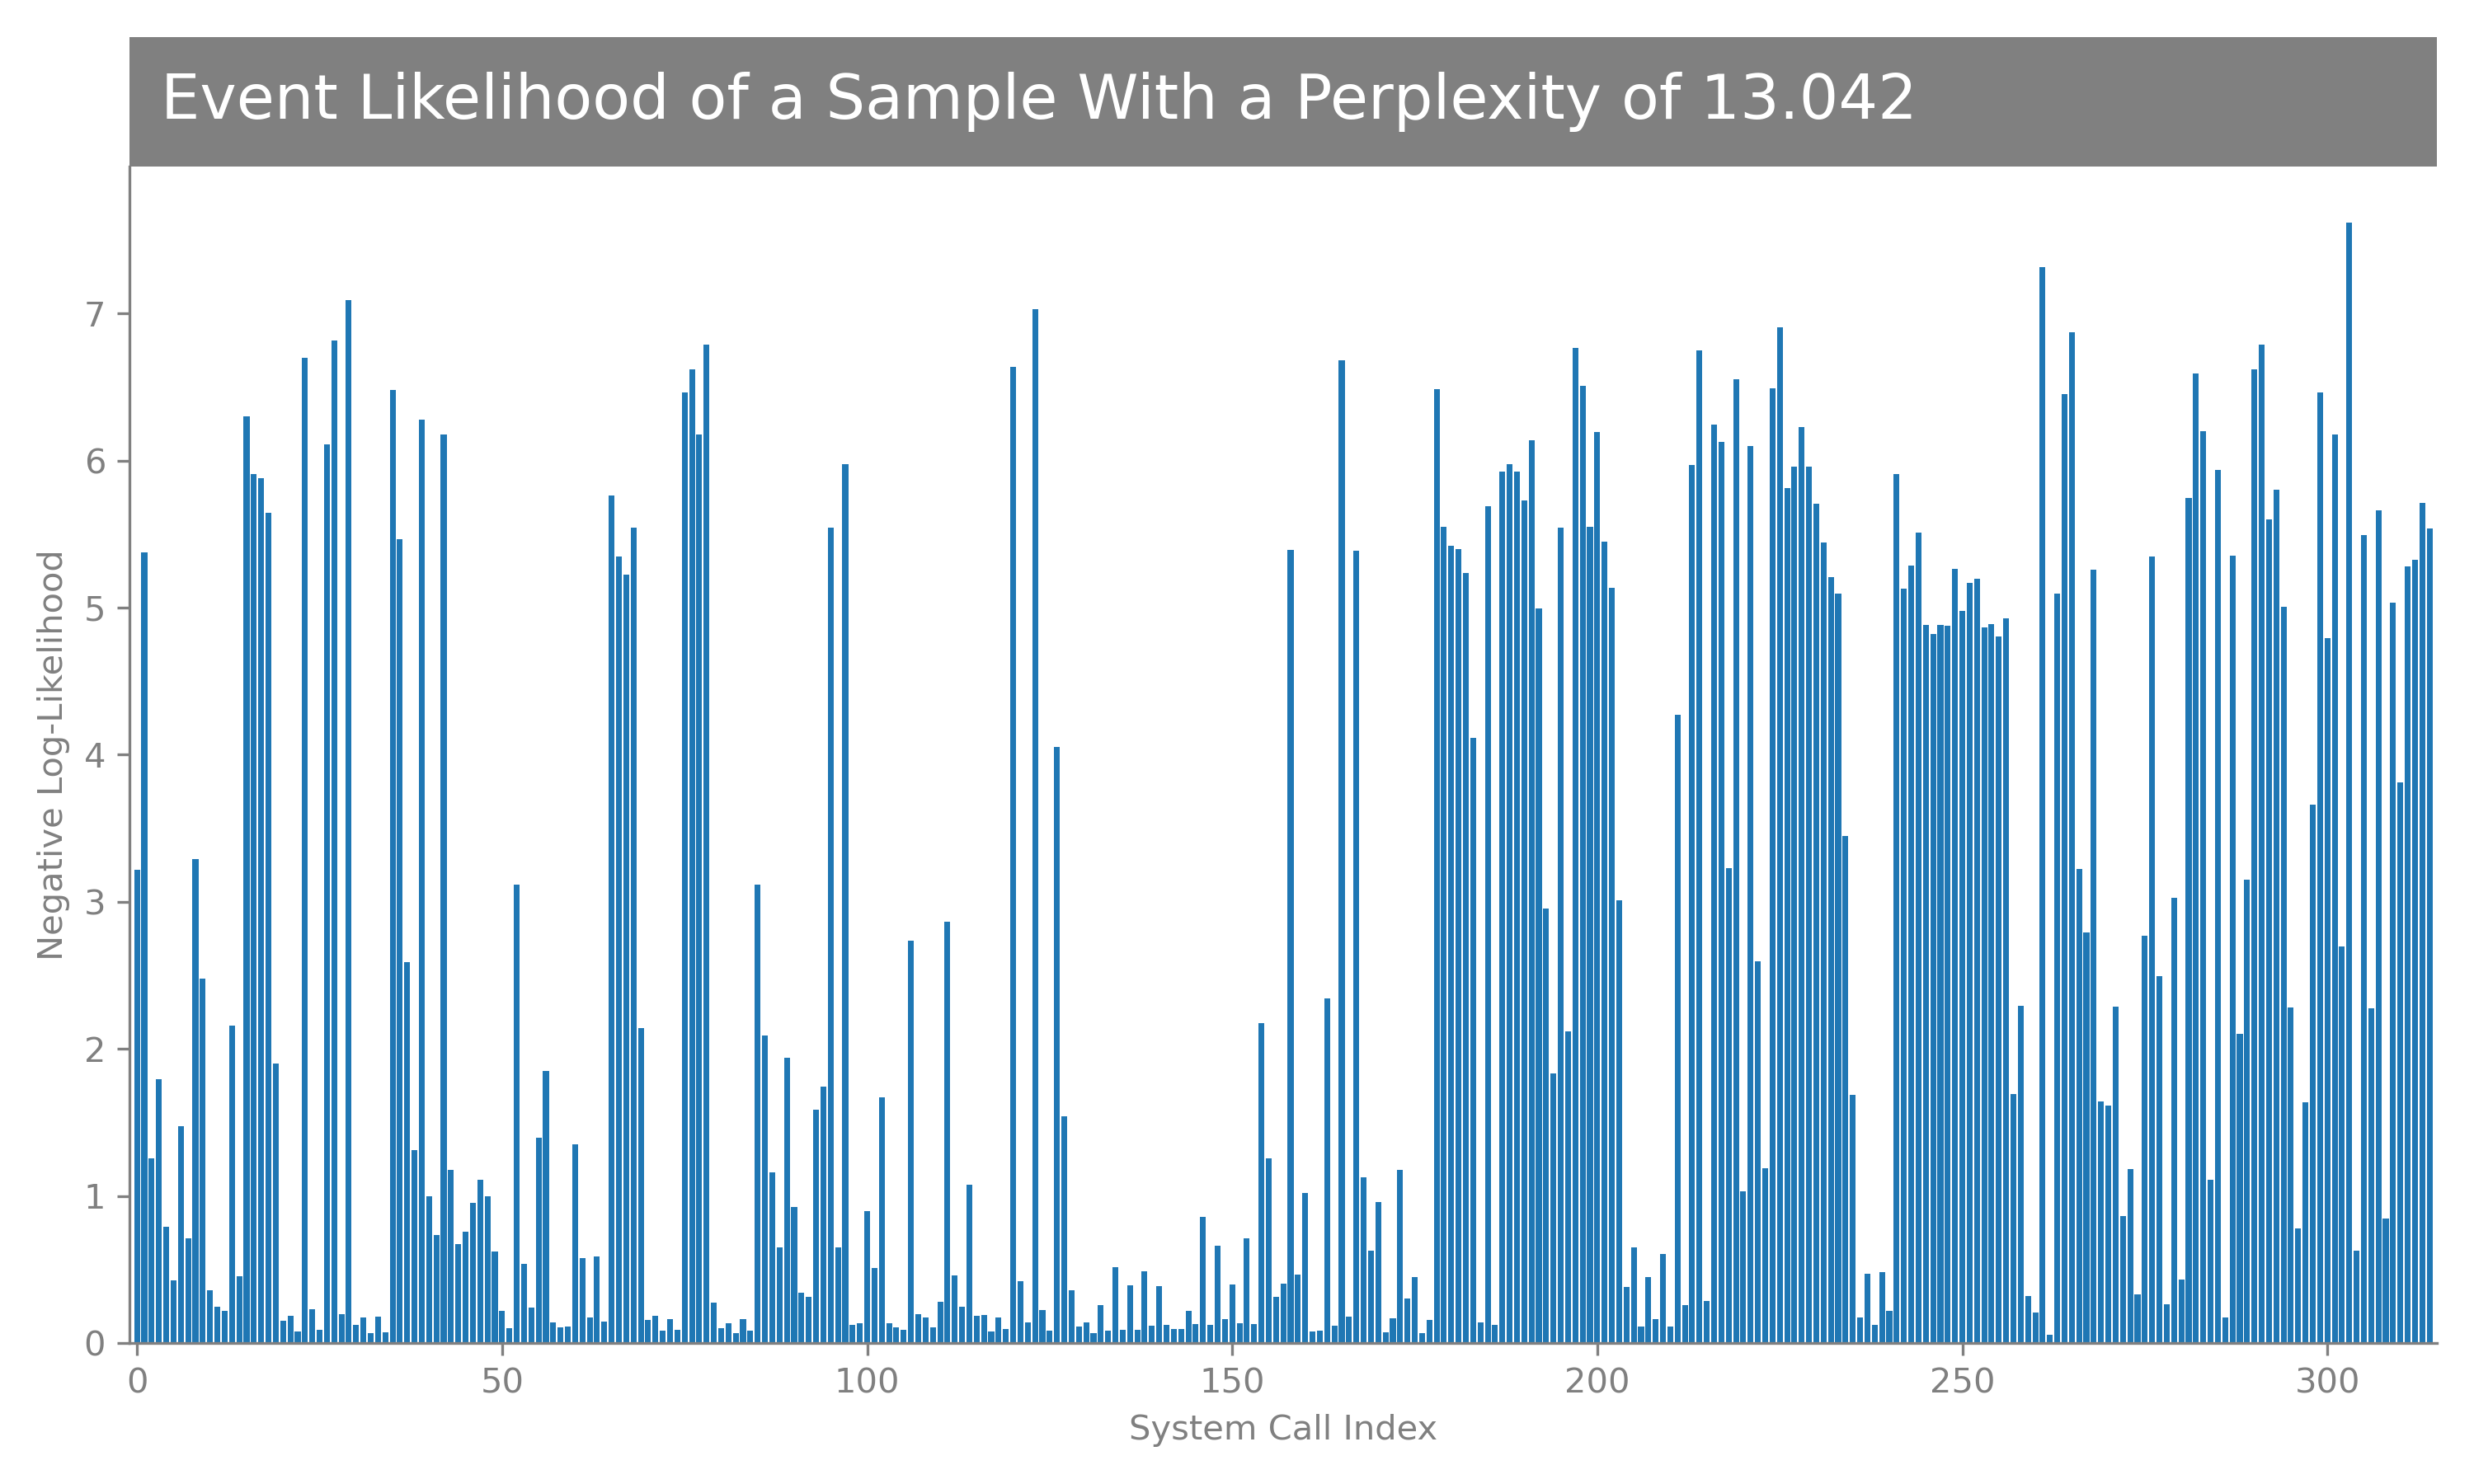 Event Likelihood of a Sample With a Perplexity of 13.042
Negative Log-Likelihood
7
6
5
4
3
2
1
0
0 50 100 150 200 250 300
System Call Index